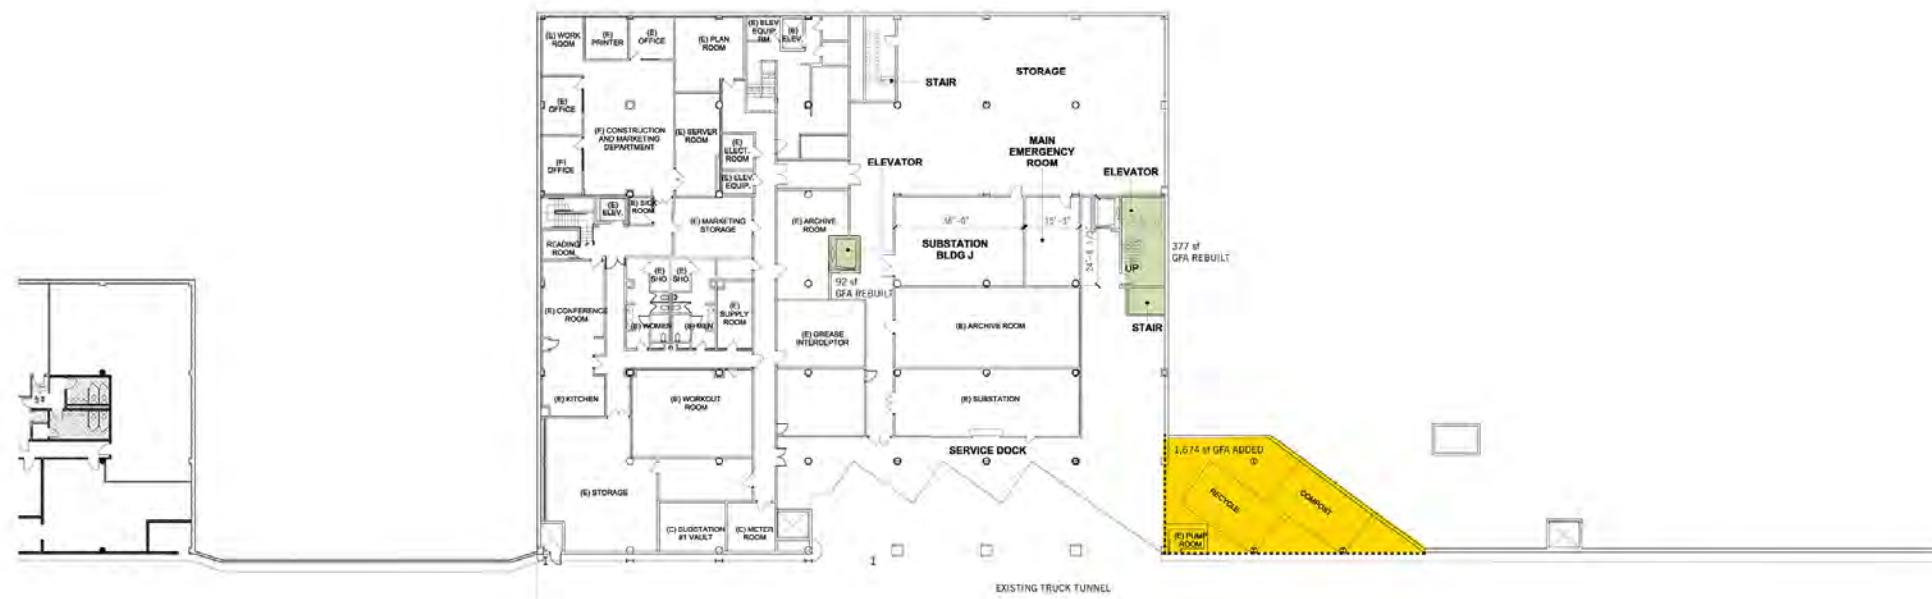 (E) WORK
ROOM
(E)
PRINTER
(E)
OFFICE
(E) PLAN
ROOM
(E) ELEV
EQUIP.
RM.
(E)
ELEV.
STAIR
STORAGE
(E)
OFFICE
(E) CONSTRUCTION
AND MARKETING
DEPARTMENT
(E) SERVER
ROOM
(E)
ELECT.
ROOM
MAIN
EMERGENCY
ROOM
ELEVATOR
ELEVATOR
OFFICE
(E) ELEV.
EQUIP.
(E)
ELEV.
ROOM
(E) MARKETING
STORAGE
(E) ARCHIVE
ROOM
READING
ROOM
SUBSTATION
BLDG J
UP
377 sf
GFA REBUILT
92 sf
GFA REBUILT
(E)
SHO.
(E)
SHO.
(E) CONFERENCE
ROOM
(E) WOMEN
(E) MEN
(E)
SUPPLY
ROOM
(E) GREASE
INTERCEPTOR
(E) ARCHIVE ROOM
STAIR
(E) KITCHEN
(E) WORKOUT
ROOM
(E) SUBSTATION
SERVICE DOCK
1,674 sf GFA ADDED
(E) STORAGE
RECYCLE
COMPOST
(C) SUBSTATION
#1 VAULT
(E) METER
ROOM
(E) PUMP
ROOM
1
1
EXISTING TRUCK TUNNEL